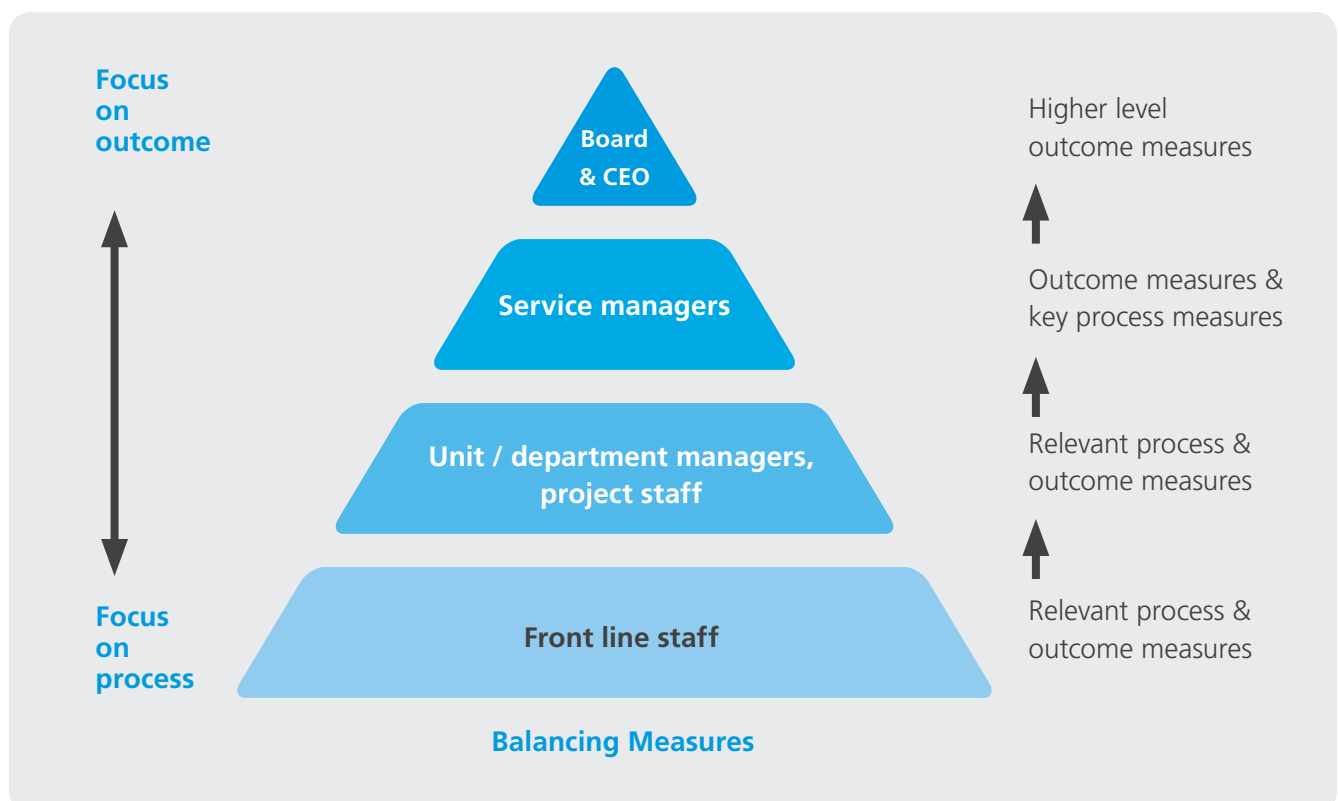 Focus
on
outcome
Board
& CEO
Higher level
outcome measures
Service managers
Outcome measures &
key process measures
Unit / department managers,
project staff
Relevant process &
outcome measures
Focus
on
process
Front line staff
Relevant process &
outcome measures
Balancing Measures